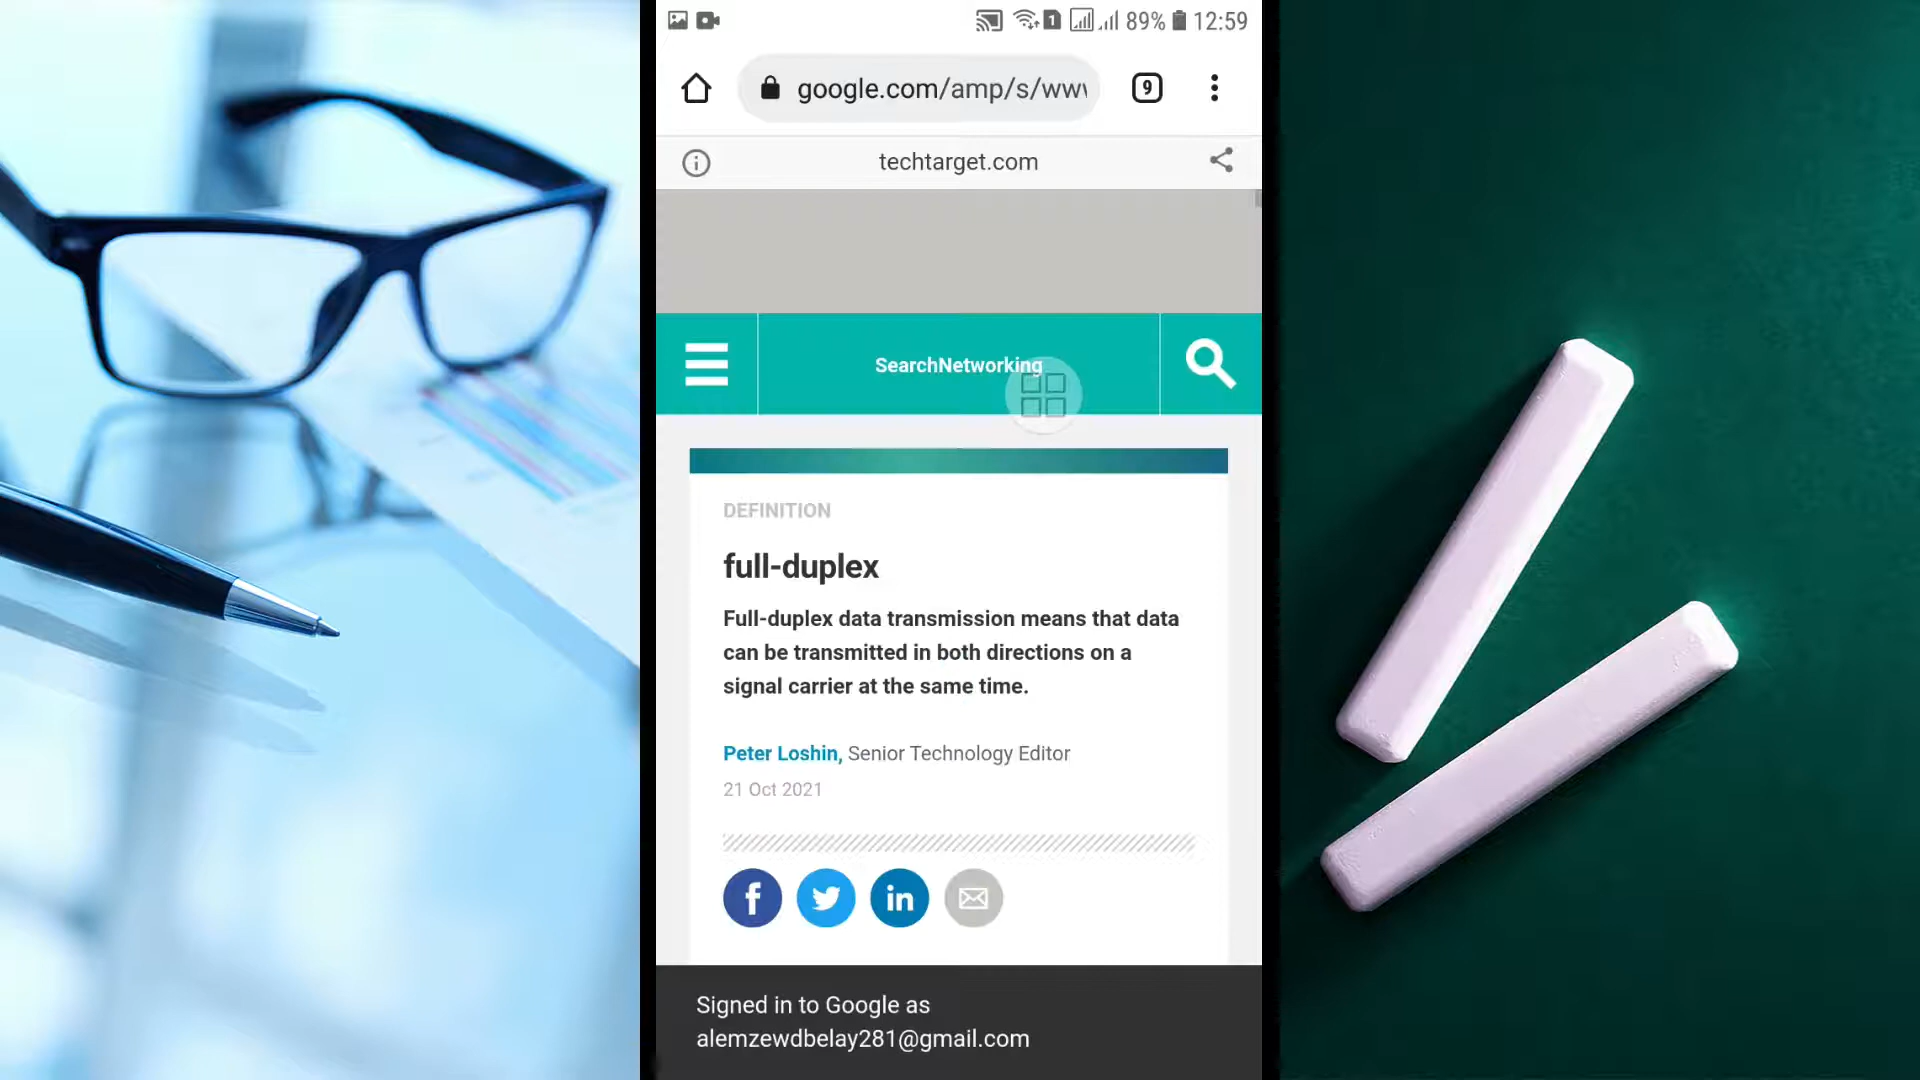 89% 12:59
google.com/amp/s/www
9
techtarget.com
SearchNetworking
DEFINITION
full-duplex
Full-duplex data transmission means that data
can be transmitted in both directions on a
signal carrier at the same time.
Peter Loshin, Senior Technology Editor
21 Oct 2021
Signed in to Google as
alemzewdbelay281@gmail.com